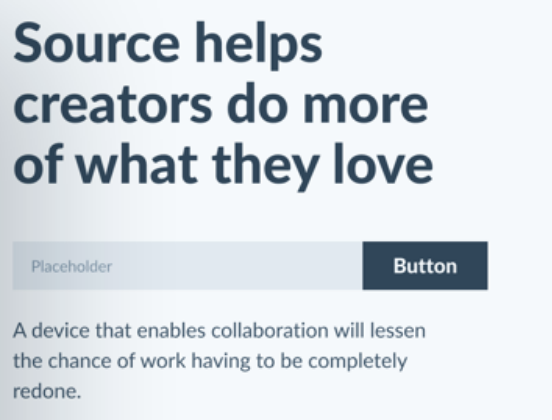 Source helps
creators do more
of what they love
Placeholder
Button
A device that enables collaboration will lessen
the chance of work having to be completely
redone.